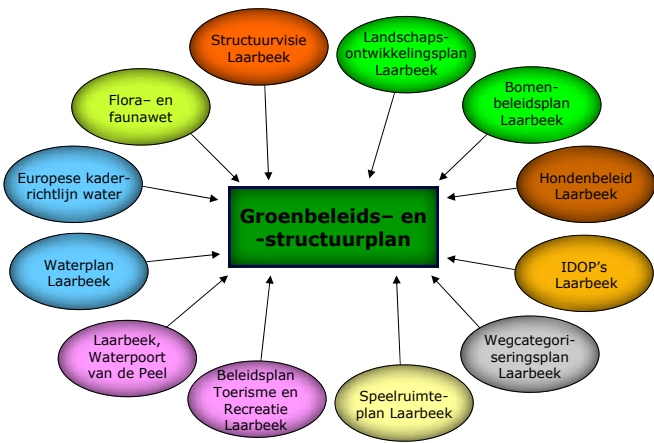 Structuurvisie
Laarbeek
Landschaps-
ontwikkelingsplan
Laarbeek
Bomen-
beleidsplan
Laarbeek
Flora– en
faunawet
Europese kader-
richtlijn water
Hondenbeleid
Laarbeek
Groenbeleids– en
-structuurplan
Waterplan
Laarbeek
IDOP’s
Laarbeek
Laarbeek,
Waterpoort
van de Peel
Beleidsplan
Toerisme en
Recreatie
Laarbeek
Speelruimte-
plan Laarbeek
Wegcategori-
seringsplan
Laarbeek